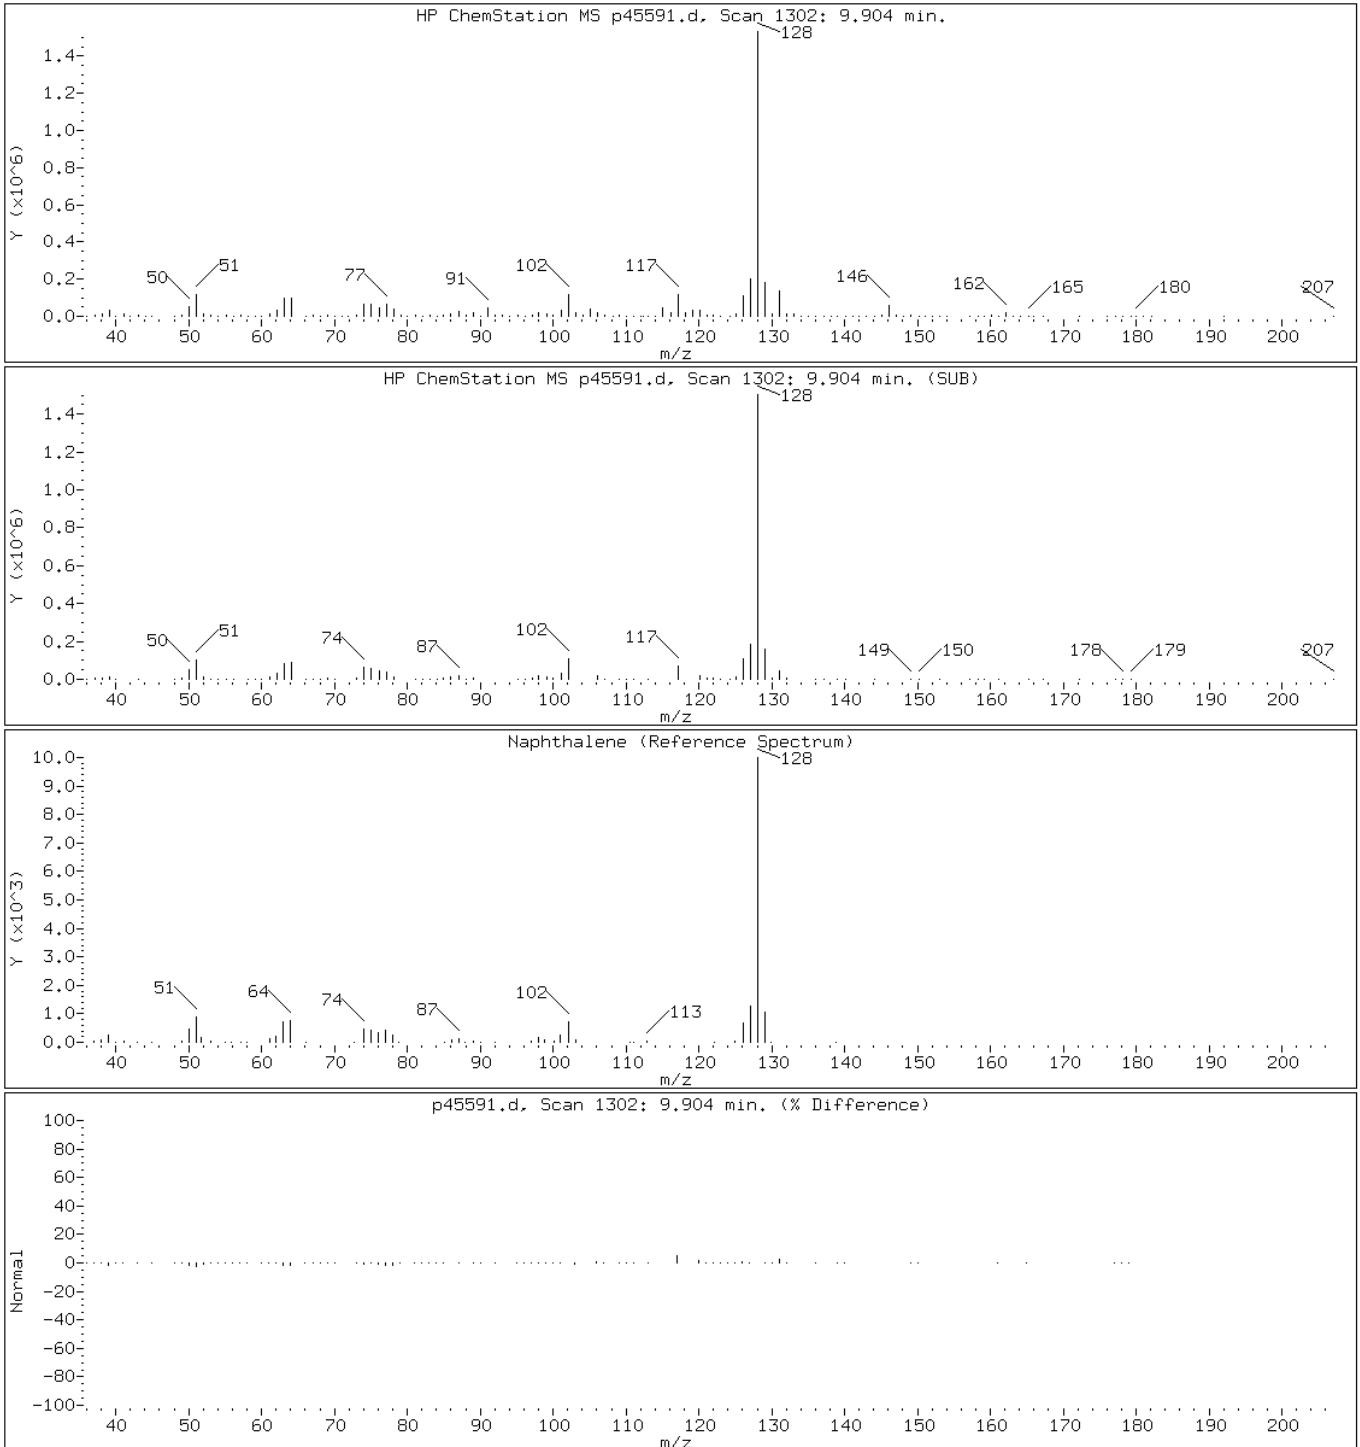 HP ChemStation MS p45591.d, Scan 1302: 9.904 min.
128
1.4
1.2
1.0
0.8
0.6
0.4
0.2
0.0
Y (x10^6)
50 51 77 91 102 117 146 162 165 180 207
40 50 60 70 80 90 100 110 120 130 140 150 160 170 180 190 200
m/z
HP ChemStation MS p45591.d, Scan 1302: 9.904 min. (SUB)
128
1.4
1.2
1.0
0.8
0.6
0.4
0.2
0.0
Y (x10^6)
50 51 74 87 102 117 149 150 178 179 207
40 50 60 70 80 90 100 110 120 130 140 150 160 170 180 190 200
m/z
Naphthalene (Reference Spectrum)
128
10.0
9.0
8.0
7.0
6.0
5.0
4.0
3.0
2.0
1.0
0.0
Y (x10^3)
51 64 74 87 102 113
40 50 60 70 80 90 100 110 120 130 140 150 160 170 180 190 200
m/z
p45591.d, Scan 1302: 9.904 min. (% Difference)
100
80
60
40
20
0
-20
-40
-60
-80
-100
Normal
40 50 60 70 80 90 100 110 120 130 140 150 160 170 180 190 200
m/z